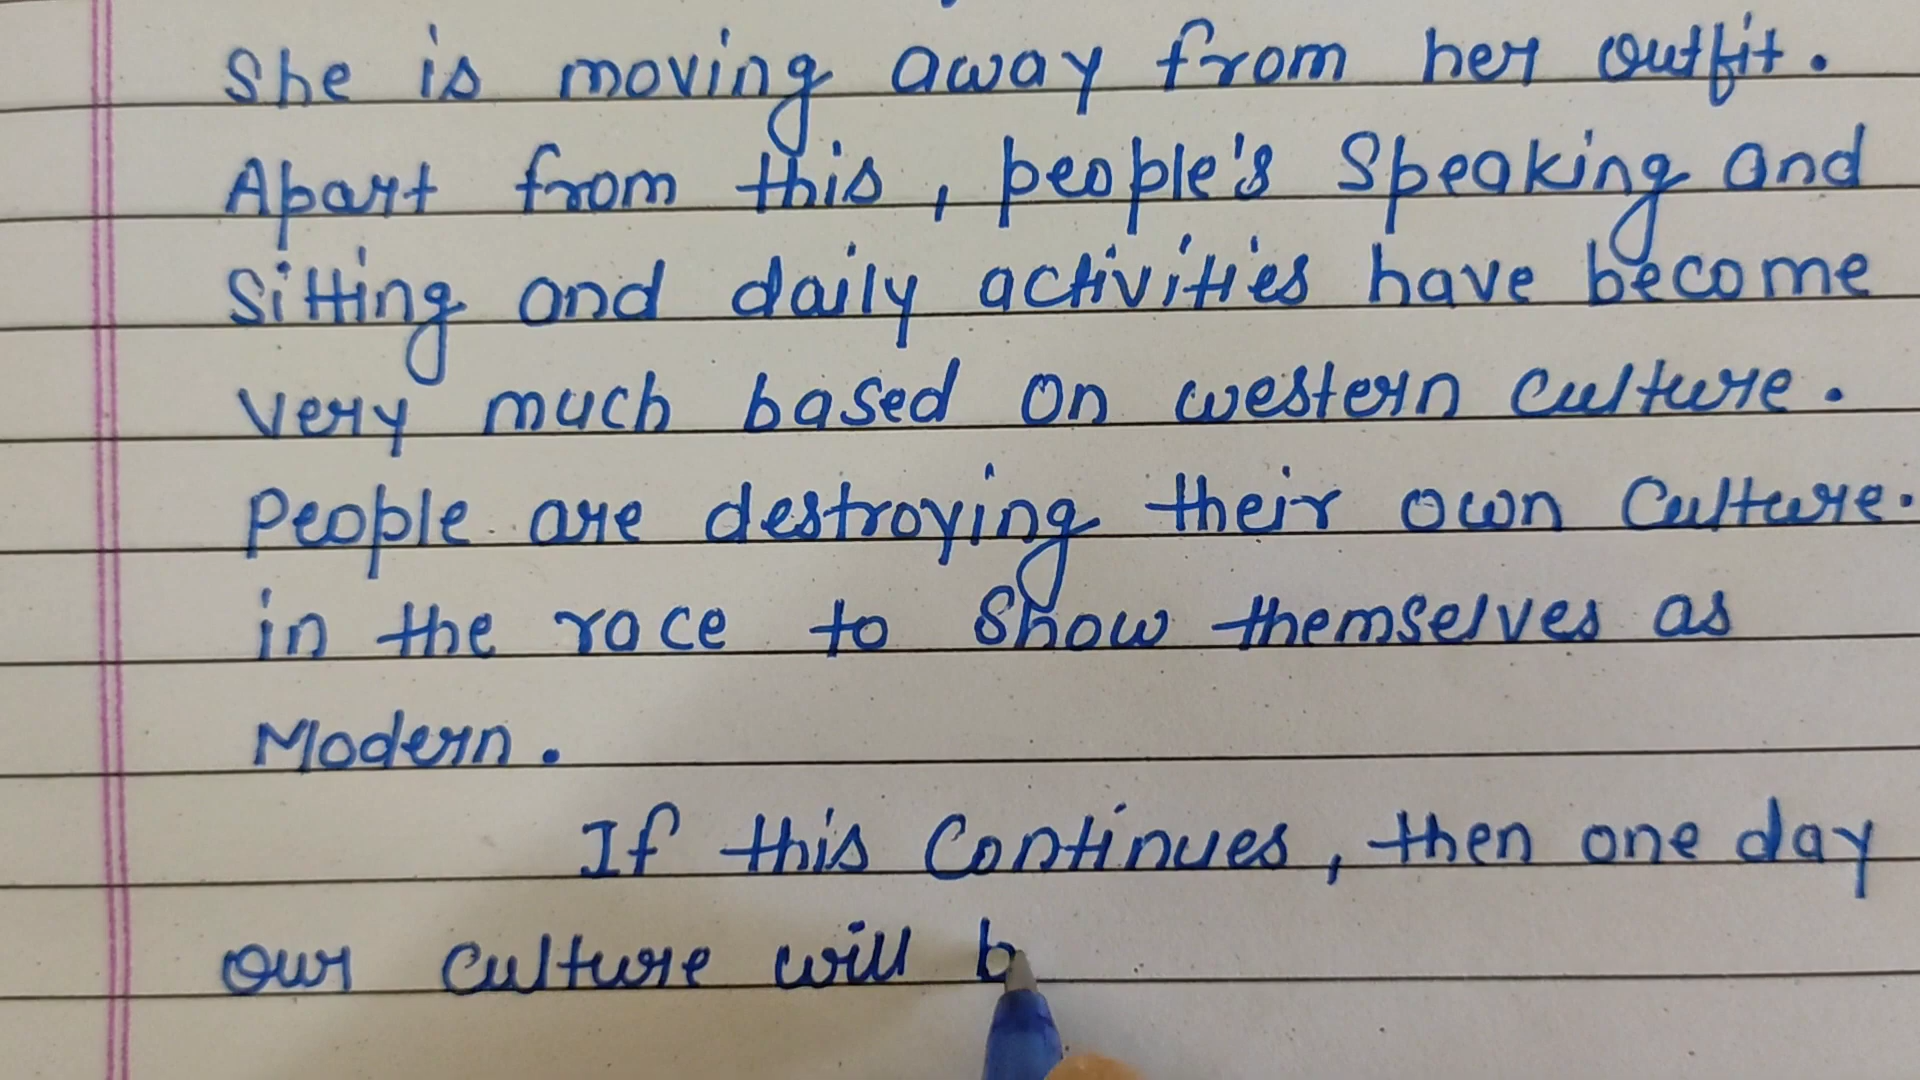 She is moving away from her outfit.
Apart from this, people's Speaking and
Sitting and daily activities have become
very much based on western culture.
People are destroying their own Culture.
in the race to Show themselves as
Modern.
If this Continues, then one day
our culture will b